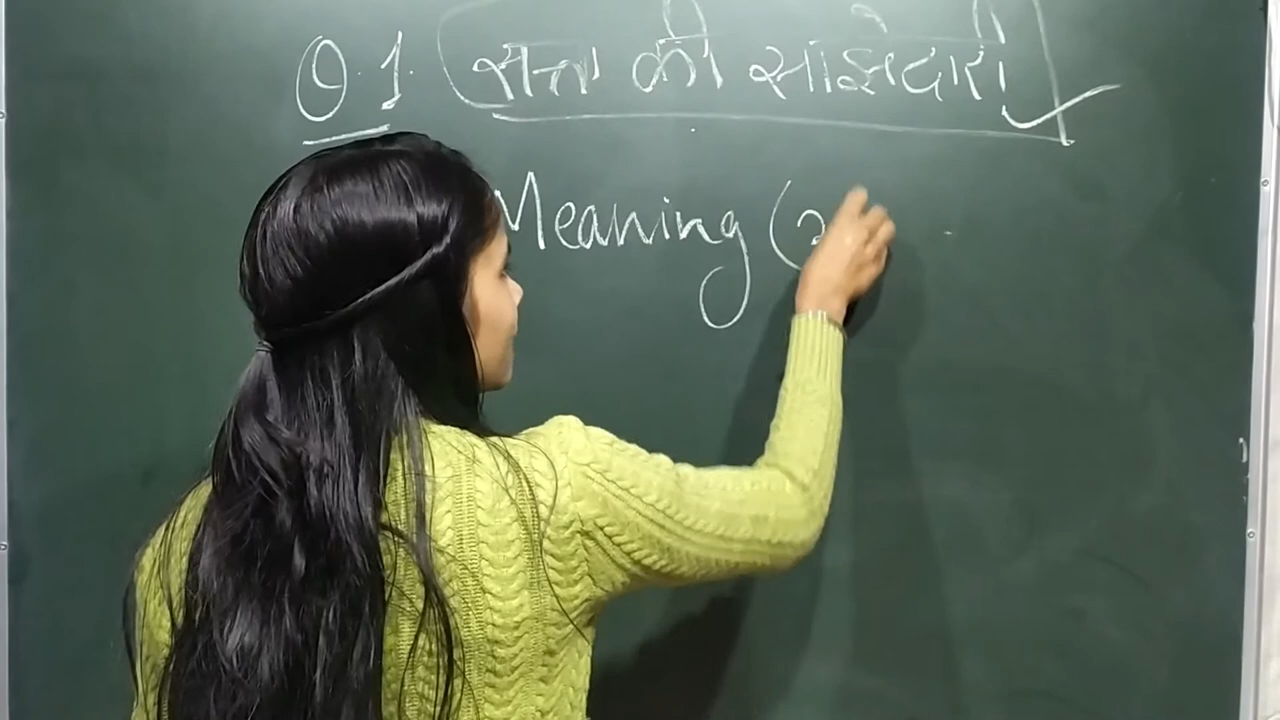 Q.1. सत्ता की साझेदारी
Meaning (